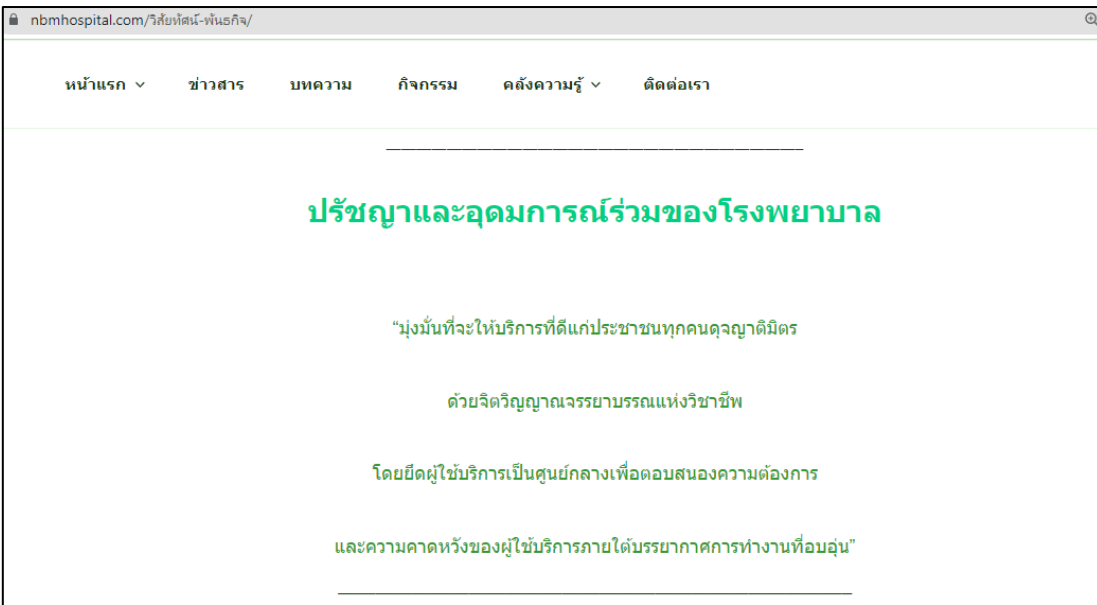 nbmhospital.com/วิสัยทัศน์-พันธกิจ/
หน้าแรก ข่าวสาร บทความ กิจกรรม คลังความรู้ ติดต่อเรา
ปรัชญาและอุดมการณ์ร่วมของโรงพยาบาล
“มุ่งมั่นที่จะให้บริการที่ดีแก่ประชาชนทุกคนดุจญาติมิตร
ด้วยจิตวิญญาณจรรยาบรรณแห่งวิชาชีพ
โดยยึดผู้ใช้บริการเป็นศูนย์กลางเพื่อตอบสนองความต้องการ
และความคาดหวังของผู้ใช้บริการภายใต้บรรยากาศการทำงานที่อบอุ่น”